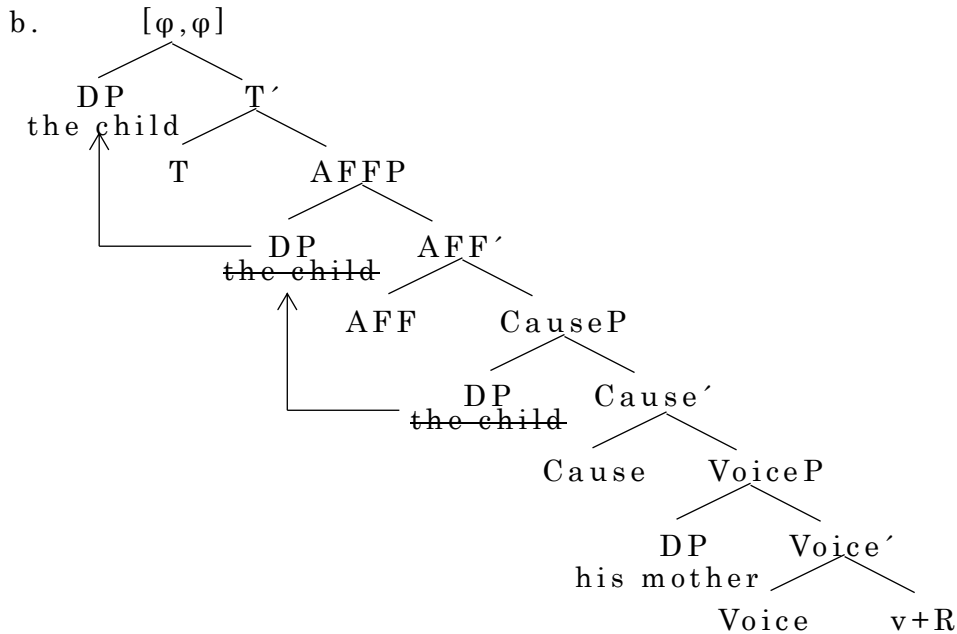 b. [φ,φ]
DP T´
the child
T AFFP
DP AFF´
the child
AFF CauseP
DP Cause´
the child
Cause VoiceP
DP Voice´
his mother
Voice v+R